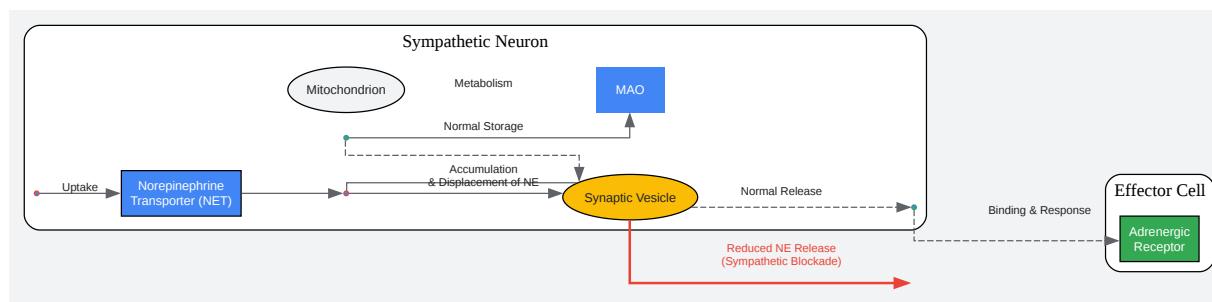 Sympathetic Neuron
Mitochondrion
Metabolism
MAO
Normal Storage
Uptake
Norepinephrine
Transporter (NET)
Accumulation
& Displacement of NE
Synaptic Vesicle
Normal Release
Reduced NE Release
(Sympathetic Blockade)
Binding & Response
Effector Cell
Adrenergic
Receptor